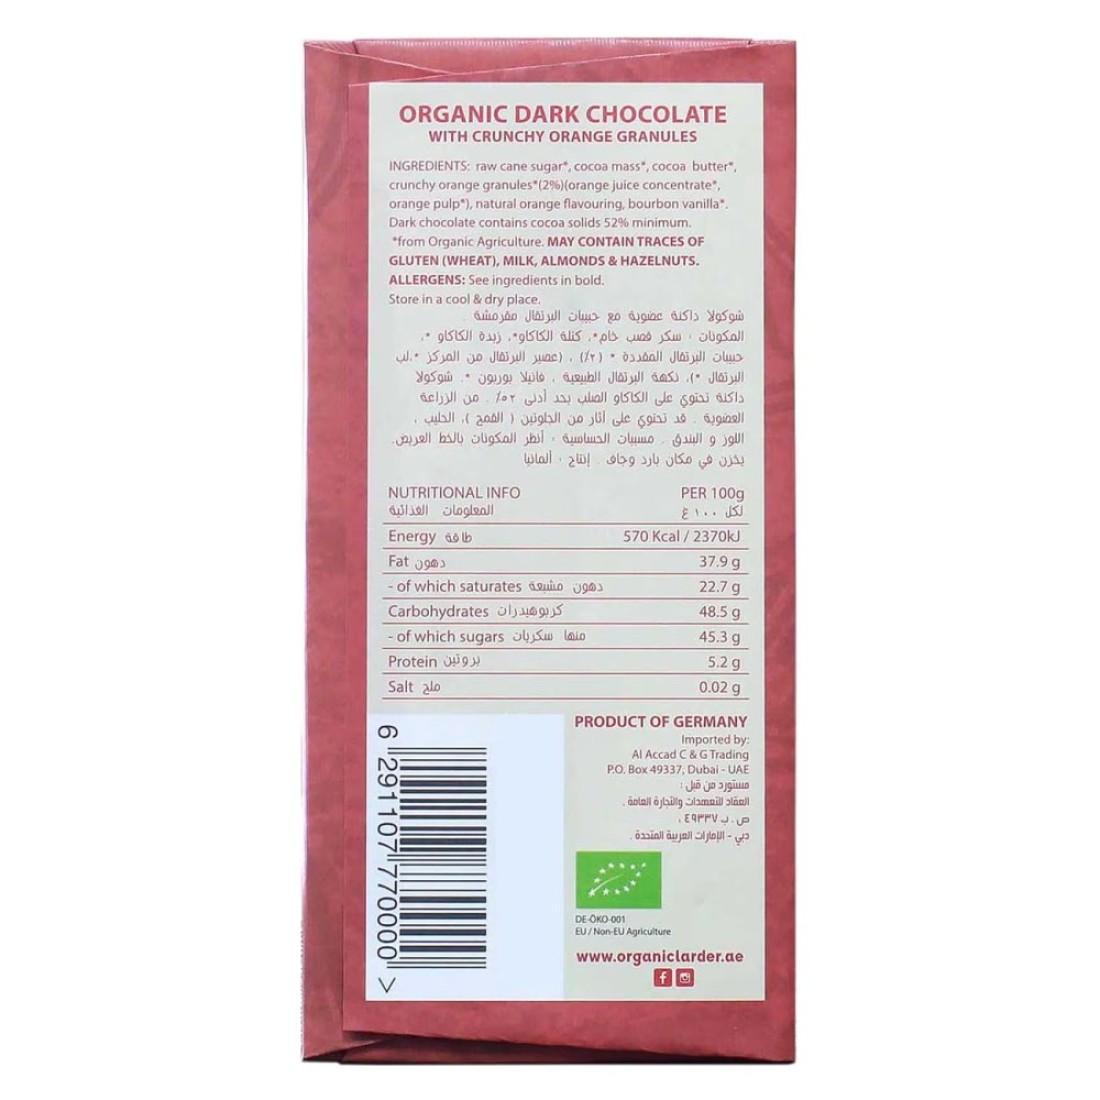 ORGANIC DARK CHOCOLATE
WITH CRUNCHY ORANGE GRANULES
INGREDIENTS: raw cane sugar*, cocoa mass*, cocoa butter*,
crunchy orange granules*(2%)(orange juice concentrate*,
orange pulp*), natural orange flavouring, bourbon vanilla*.
Dark chocolate contains cocoa solids 52% minimum.
*from Organic Agriculture. MAY CONTAIN TRACES OF
GLUTEN (WHEAT), MILK, ALMONDS & HAZELNUTS.
ALLERGENS: See ingredients in bold.
Store in a cool & dry place.
شوكولا داكنة عضوية مع حبيبات البرتقال مقرمشة .
المكونات : سكر قصب خام*، كتلة الكاكاو*، زبدة الكاكاو *،
حبيبات البرتقال المقددة * (٢٪) ، (عصير البرتقال من المركز *،لب
البرتقال *)، نكهة البرتقال الطبيعية ، فانيلا بوربون *. شوكولا
داكنة تحتوي على الكاكاو الصلب بحد أدنى ٥٢٪ . من الزراعة
العضوية . قد تحتوي على آثار من الجلوتين ( القمح )، الحليب ،
اللوز و البندق . مسببات الحساسية : أنظر المكونات بالخط العريض.
يخزن في مكان بارد وجاف . إنتاج : ألمانيا
NUTRITIONAL INFO PER 100g
المعلومات الغذائية لكل ١٠٠ غ
Energy طاقة 570 Kcal / 2370kJ
Fat دهون 37.9 g
- of which saturates دهون مشبعة 22.7 g
Carbohydrates كربوهيدرات 48.5 g
- of which sugars منها سكريات 45.3 g
Protein بروتين 5.2 g
Salt ملح 0.02 g
PRODUCT OF GERMANY
Imported by:
Al Accad C & G Trading
P.O. Box 49337, Dubai - UAE
مستورد من قبل :
العقاد للتعهدات والتجارة العامة .
ص . ب ٤٩٣٣٧ ،
دبي - الإمارات العربية المتحدة .
DE-ÖKO-001
EU / Non-EU Agriculture
www.organiclarder.ae
6 291107 770000 >